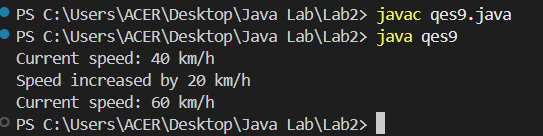 PS C:\Users\ACER\Desktop\Java Lab\Lab2> javac qes9.java
PS C:\Users\ACER\Desktop\Java Lab\Lab2> java qes9
Current speed: 40 km/h
Speed increased by 20 km/h
Current speed: 60 km/h
PS C:\Users\ACER\Desktop\Java Lab\Lab2>